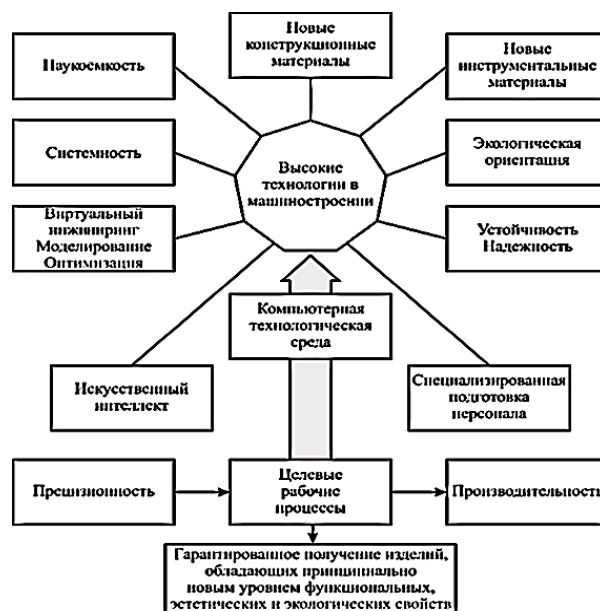 Новые
конструкционные
материалы
Наукоемкость
Новые
инструментальные
материалы
Системность
Высокие
технологии в
машиностроении
Экологическая
ориентация
Виртуальный
инжиниринг
Моделирование
Оптимизация
Устойчивость
Надежность
Компьютерная
технологическая
среда
Искусственный
интеллект
Специализированная
подготовка
персонала
Прецизионность
Целевые
рабочие
процессы
Производительность
Гарантированное получение изделий,
обладающих принципиально
новым уровнем функциональных,
эстетических и экологических свойств